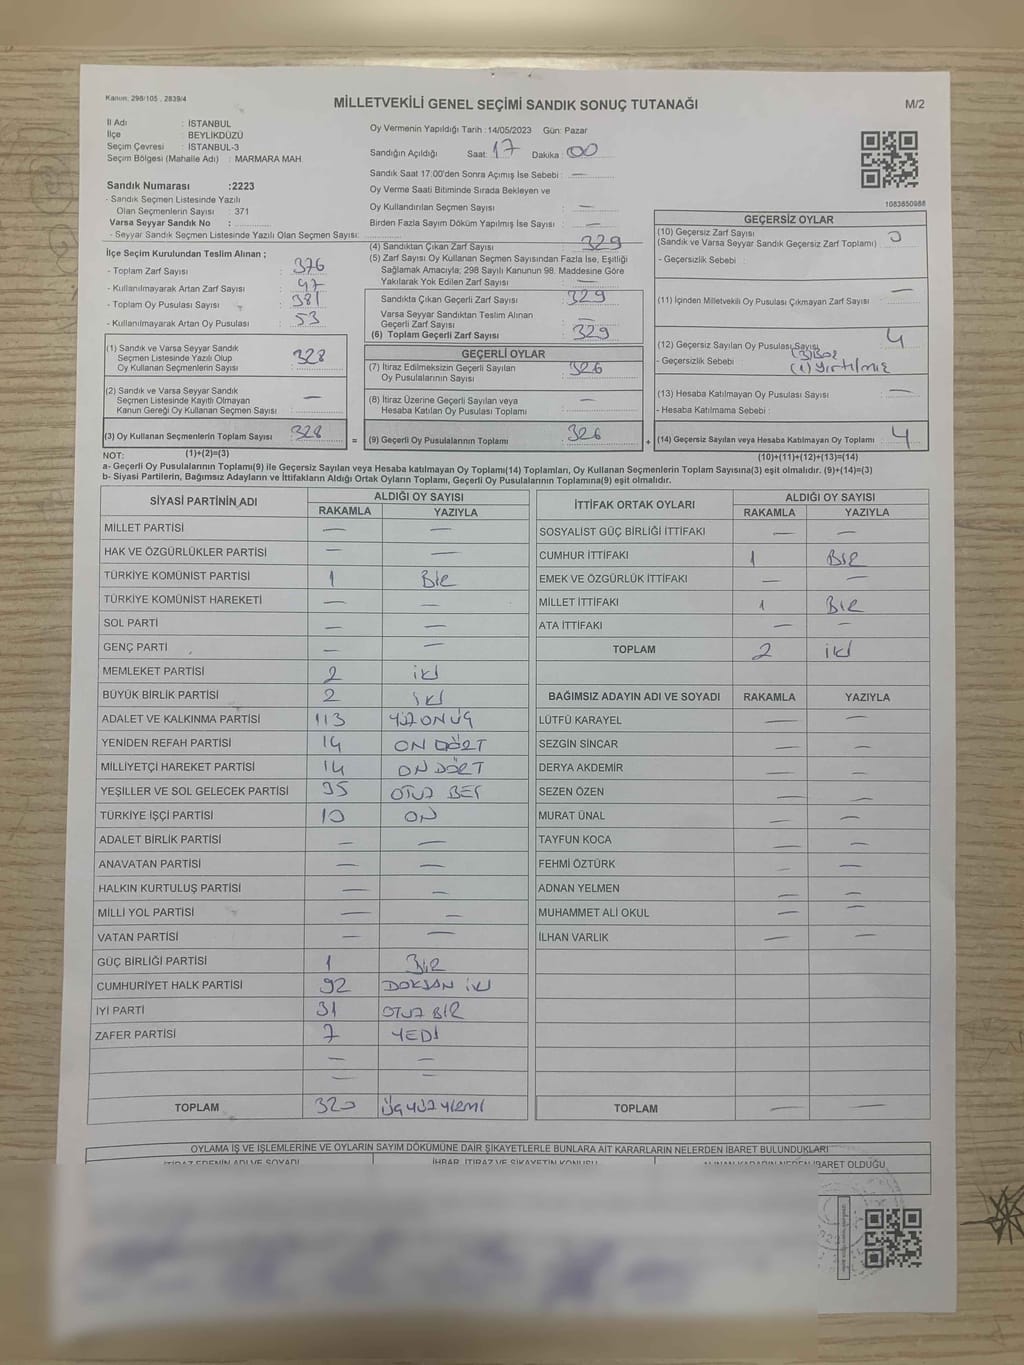 Kanun: 298/105 , 2839/4
MİLLETVEKİLİ GENEL SEÇİMİ SANDIK SONUÇ TUTANAĞI
M/2
İl Adı : İSTANBUL
İlçe : BEYLİKDÜZÜ
Seçim Çevresi : İSTANBUL-3
Seçim Bölgesi (Mahalle Adı) : MARMARA MAH.
Oy Vermenin Yapıldığı Tarih :14/05/2023 Gün: Pazar
Sandığın Açıldığı Saat: 17 Dakika: 00
Sandık Saat 17.00'den Sonra Açımış İse Sebebi : —
Oy Verme Saati Bitiminde Sırada Bekleyen ve
Oy Kullandırılan Seçmen Sayısı : —
Birden Fazla Sayım Döküm Yapılmış İse Sayısı : —
Sandık Numarası :2223
- Sandık Seçmen Listesinde Yazılı
Olan Seçmenlerin Sayısı : 371
Varsa Seyyar Sandık No :
- Seyyar Sandık Seçmen Listesinde Yazılı Olan Seçmen Sayısı:
1083850988
İlçe Seçim Kurulundan Teslim Alınan ;
- Toplam Zarf Sayısı : 376
- Kullanılmayarak Artan Zarf Sayısı : 47
- Toplam Oy Pusulası Sayısı : 381
- Kullanılmayarak Artan Oy Pusulası : 53
(4) Sandıktan Çıkan Zarf Sayısı : 329
(5) Zarf Sayısı Oy Kullanan Seçmen Sayısından Fazla İse, Eşitliği
Sağlamak Amacıyla; 298 Sayılı Kanunun 98. Maddesine Göre
Yakılarak Yok Edilen Zarf Sayısı : —
Sandıkta Çıkan Geçerli Zarf Sayısı : 329
Varsa Seyyar Sandıktan Teslim Alınan
Geçerli Zarf Sayısı : —
(6) Toplam Geçerli Zarf Sayısı : 329
GEÇERSİZ OYLAR
(10) Geçersiz Zarf Sayısı
(Sandık ve Varsa Seyyar Sandık Geçersiz Zarf Toplamı) : 0
- Geçersizlik Sebebi :
(11) İçinden Milletvekili Oy Pusulası Çıkmayan Zarf Sayısı : —
(12) Geçersiz Sayılan Oy Pusulası Sayısı : 4
- Geçersizlik Sebebi : (3) Boş
(1) Yırtılmış
(13) Hesaba Katılmayan Oy Pusulası Sayısı : —
- Hesaba Katılmama Sebebi :
(14) Geçersiz Sayılan veya Hesaba Katılmayan Oy Toplamı : 4
(10)+(11)+(12)+(13)=(14)
(1) Sandık ve Varsa Seyyar Sandık
Seçmen Listesinde Yazılı Olup
Oy Kullanan Seçmenlerin Sayısı : 328
(2) Sandık ve Varsa Seyyar Sandık
Seçmen Listesinde Kayıtlı Olmayan
Kanun Gereği Oy Kullanan Seçmen Sayısı : —
(3) Oy Kullanan Seçmenlerin Toplam Sayısı : 328
(1)+(2)=(3)
GEÇERLİ OYLAR
(7) İtiraz Edilmeksizin Geçerli Sayılan
Oy Pusulalarının Sayısı : 326
(8) İtiraz Üzerine Geçerli Sayılan veya
Hesaba Katılan Oy Pusulası Toplamı : —
= (9) Geçerli Oy Pusulalarının Toplamı : 326 +
NOT:
a- Geçerli Oy Pusulalarının Toplamı(9) ile Geçersiz Sayılan veya Hesaba katılmayan Oy Toplamı(14) Toplamları, Oy Kullanan Seçmenlerin Toplam Sayısına(3) eşit olmalıdır. (9)+(14)=(3)
b- Siyasi Partilerin, Bağımsız Adayların ve İttifakların Aldığı Ortak Oyların Toplamı, Geçerli Oy Pusulalarının Toplamına(9) eşit olmalıdır.
SİYASİ PARTİNİN ADI ALDIĞI OY SAYISI
RAKAMLA YAZIYLA
MİLLET PARTİSİ — —
HAK VE ÖZGÜRLÜKLER PARTİSİ — —
TÜRKİYE KOMÜNİST PARTİSİ 1 BİR
TÜRKİYE KOMÜNİST HAREKETİ — —
SOL PARTİ — —
GENÇ PARTİ — —
MEMLEKET PARTİSİ 2 İKİ
BÜYÜK BİRLİK PARTİSİ 2 İKİ
ADALET VE KALKINMA PARTİSİ 113 YÜZ ON ÜÇ
YENİDEN REFAH PARTİSİ 14 ON DÖRT
MİLLİYETÇİ HAREKET PARTİSİ 14 ON DÖRT
YEŞİLLER VE SOL GELECEK PARTİSİ 35 OTUZ BEŞ
TÜRKİYE İŞÇİ PARTİSİ 10 ON
ADALET BİRLİK PARTİSİ — —
ANAVATAN PARTİSİ — —
HALKIN KURTULUŞ PARTİSİ — —
MİLLİ YOL PARTİSİ — —
VATAN PARTİSİ — —
GÜÇ BİRLİĞİ PARTİSİ 1 BİR
CUMHURİYET HALK PARTİSİ 92 DOKSAN İKİ
İYİ PARTİ 31 OTUZ BİR
ZAFER PARTİSİ 7 YEDİ
— —
— —
TOPLAM 320 ÜÇ YÜZ YİRMİ
İTTİFAK ORTAK OYLARI ALDIĞI OY SAYISI
RAKAMLA YAZIYLA
SOSYALİST GÜÇ BİRLİĞİ İTTİFAKI — —
CUMHUR İTTİFAKI 1 BİR
EMEK VE ÖZGÜRLÜK İTTİFAKI — —
MİLLET İTTİFAKI 1 BİR
ATA İTTİFAKI — —
TOPLAM 2 İKİ
BAĞIMSIZ ADAYIN ADI VE SOYADI RAKAMLA YAZIYLA
LÜTFÜ KARAYEL — —
SEZGİN SİNCAR — —
DERYA AKDEMİR — —
SEZEN ÖZEN — —
MURAT ÜNAL — —
TAYFUN KOCA — —
FEHMİ ÖZTÜRK — —
ADNAN YELMEN — —
MUHAMMET ALİ OKUL — —
İLHAN VARLIK — —
TOPLAM — —
OYLAMA İŞ VE İŞLEMLERİNE VE OYLARIN SAYIM DÖKÜMÜNE DAİR ŞİKAYETLERLE BUNLARA AİT KARARLARIN NELERDEN İBARET BULUNDUKLARI
İTİRAZ EDENİN ADI VE SOYADI İHBAR, İTİRAZ VE ŞİKAYETİN KONUSU ALINAN KARARIN NEDEN İBARET OLDUĞU